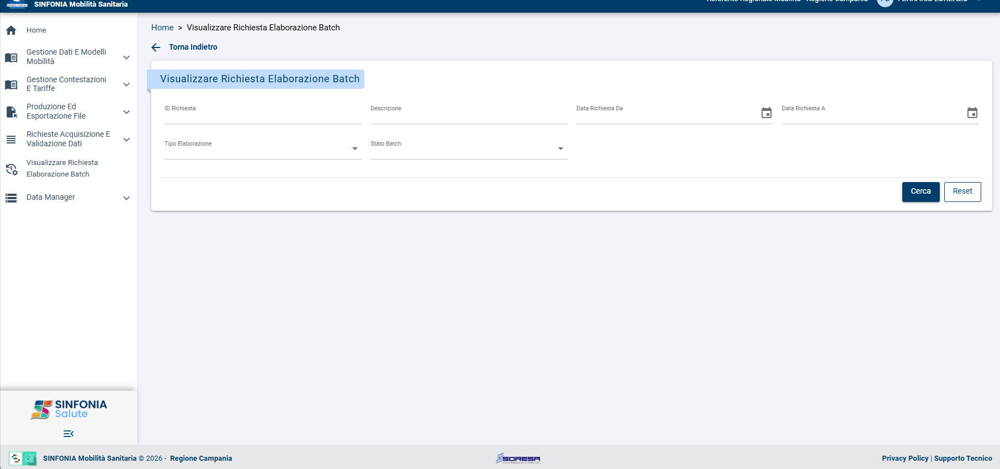 SINFONIA Mobilità Sanitaria
Referente Regionale Mobilità - Regione Campania
FERRARIS LORENZO
Home
Gestione Dati E Modelli
Mobilità
Gestione Contestazioni
E Tariffe
Produzione Ed
Esportazione File
Richieste Acquisizione E
Validazione Dati
Visualizzare Richiesta
Elaborazione Batch
Data Manager
Home > Visualizzare Richiesta Elaborazione Batch
Torna Indietro
Visualizzare Richiesta Elaborazione Batch
ID Richiesta
Descrizione
Data Richiesta Da
Data Richiesta A
Tipo Elaborazione
Stato Batch
Cerca
Reset
SINFONIA
Salute
SINFONIA Mobilità Sanitaria © 2026 - Regione Campania
SORESA
Privacy Policy | Supporto Tecnico